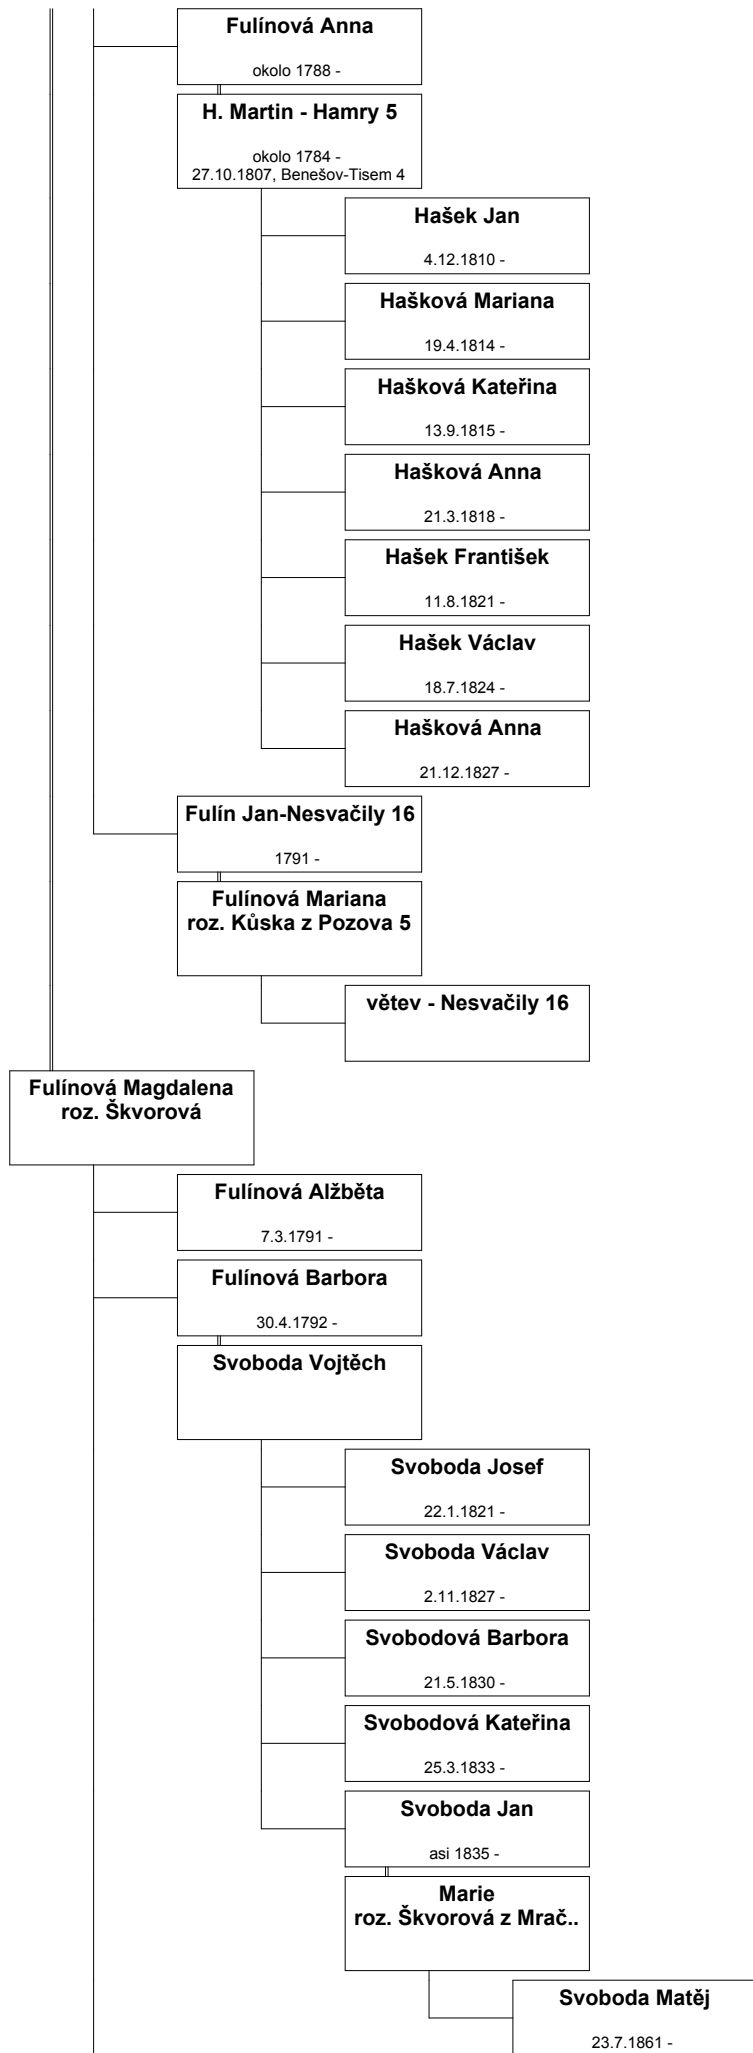 Fulínová Anna
okolo 1788 -
H. Martin - Hamry 5
okolo 1784 -
27.10.1807, Benešov-Tisem 4
Hašek Jan
4.12.1810 -
Hašková Mariana
19.4.1814 -
Hašková Kateřina
13.9.1815 -
Hašková Anna
21.3.1818 -
Hašek František
11.8.1821 -
Hašek Václav
18.7.1824 -
Hašková Anna
21.12.1827 -
Fulín Jan-Nesvačily 16
1791 -
Fulínová Mariana
roz. Kůska z Pozova 5
větev - Nesvačily 16
Fulínová Magdalena
roz. Škvorová
Fulínová Alžběta
7.3.1791 -
Fulínová Barbora
30.4.1792 -
Svoboda Vojtěch
Svoboda Josef
22.1.1821 -
Svoboda Václav
2.11.1827 -
Svobodová Barbora
21.5.1830 -
Svobodová Kateřina
25.3.1833 -
Svoboda Jan
asi 1835 -
Marie
roz. Škvorová z Mrač..
Svoboda Matěj
23.7.1861 -